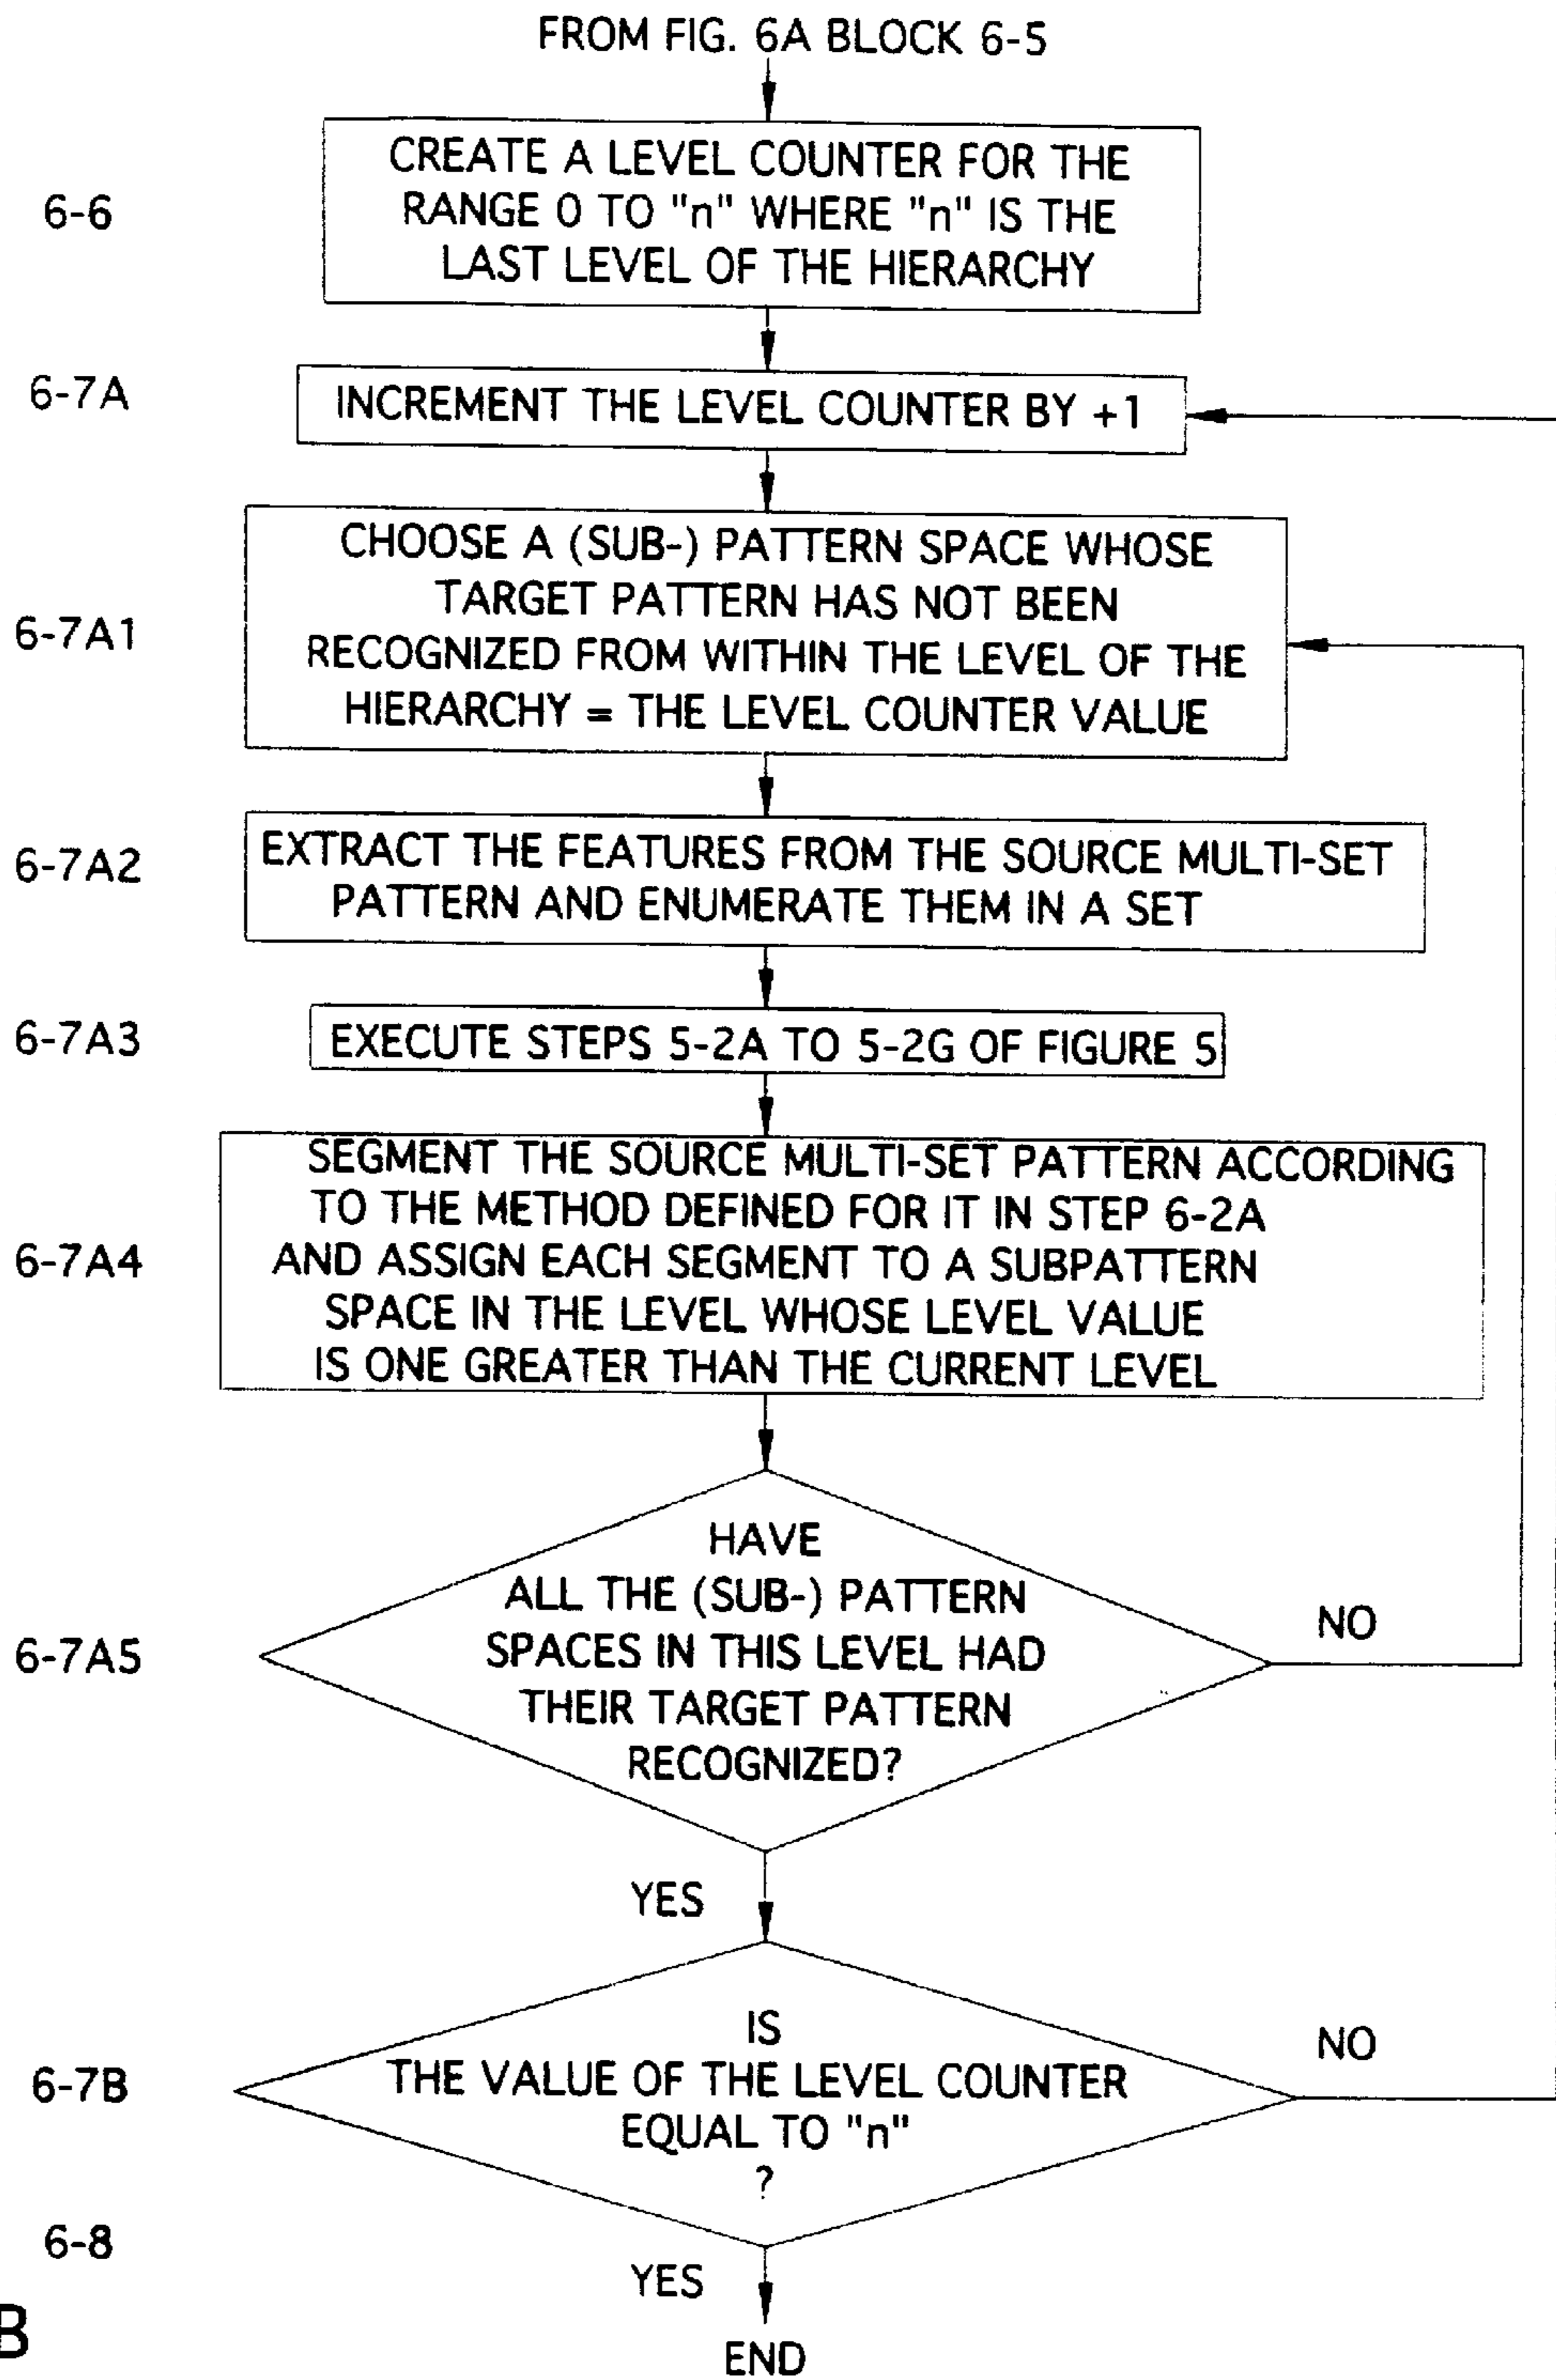 FROM FIG. 6A BLOCK 6-5
6-6
CREATE A LEVEL COUNTER FOR THE
RANGE 0 TO "n" WHERE "n" IS THE
LAST LEVEL OF THE HIERARCHY
6-7A
INCREMENT THE LEVEL COUNTER BY +1
6-7A1
CHOOSE A (SUB-) PATTERN SPACE WHOSE
TARGET PATTERN HAS NOT BEEN
RECOGNIZED FROM WITHIN THE LEVEL OF THE
HIERARCHY = THE LEVEL COUNTER VALUE
6-7A2
EXTRACT THE FEATURES FROM THE SOURCE MULTI-SET
PATTERN AND ENUMERATE THEM IN A SET
6-7A3
EXECUTE STEPS 5-2A TO 5-2G OF FIGURE 5
6-7A4
SEGMENT THE SOURCE MULTI-SET PATTERN ACCORDING
TO THE METHOD DEFINED FOR IT IN STEP 6-2A
AND ASSIGN EACH SEGMENT TO A SUBPATTERN
SPACE IN THE LEVEL WHOSE LEVEL VALUE
IS ONE GREATER THAN THE CURRENT LEVEL
6-7A5
HAVE
ALL THE (SUB-) PATTERN
SPACES IN THIS LEVEL HAD
THEIR TARGET PATTERN
RECOGNIZED?
NO
YES
6-7B
IS
THE VALUE OF THE LEVEL COUNTER
EQUAL TO "n"
?
NO
6-8
YES
END
B